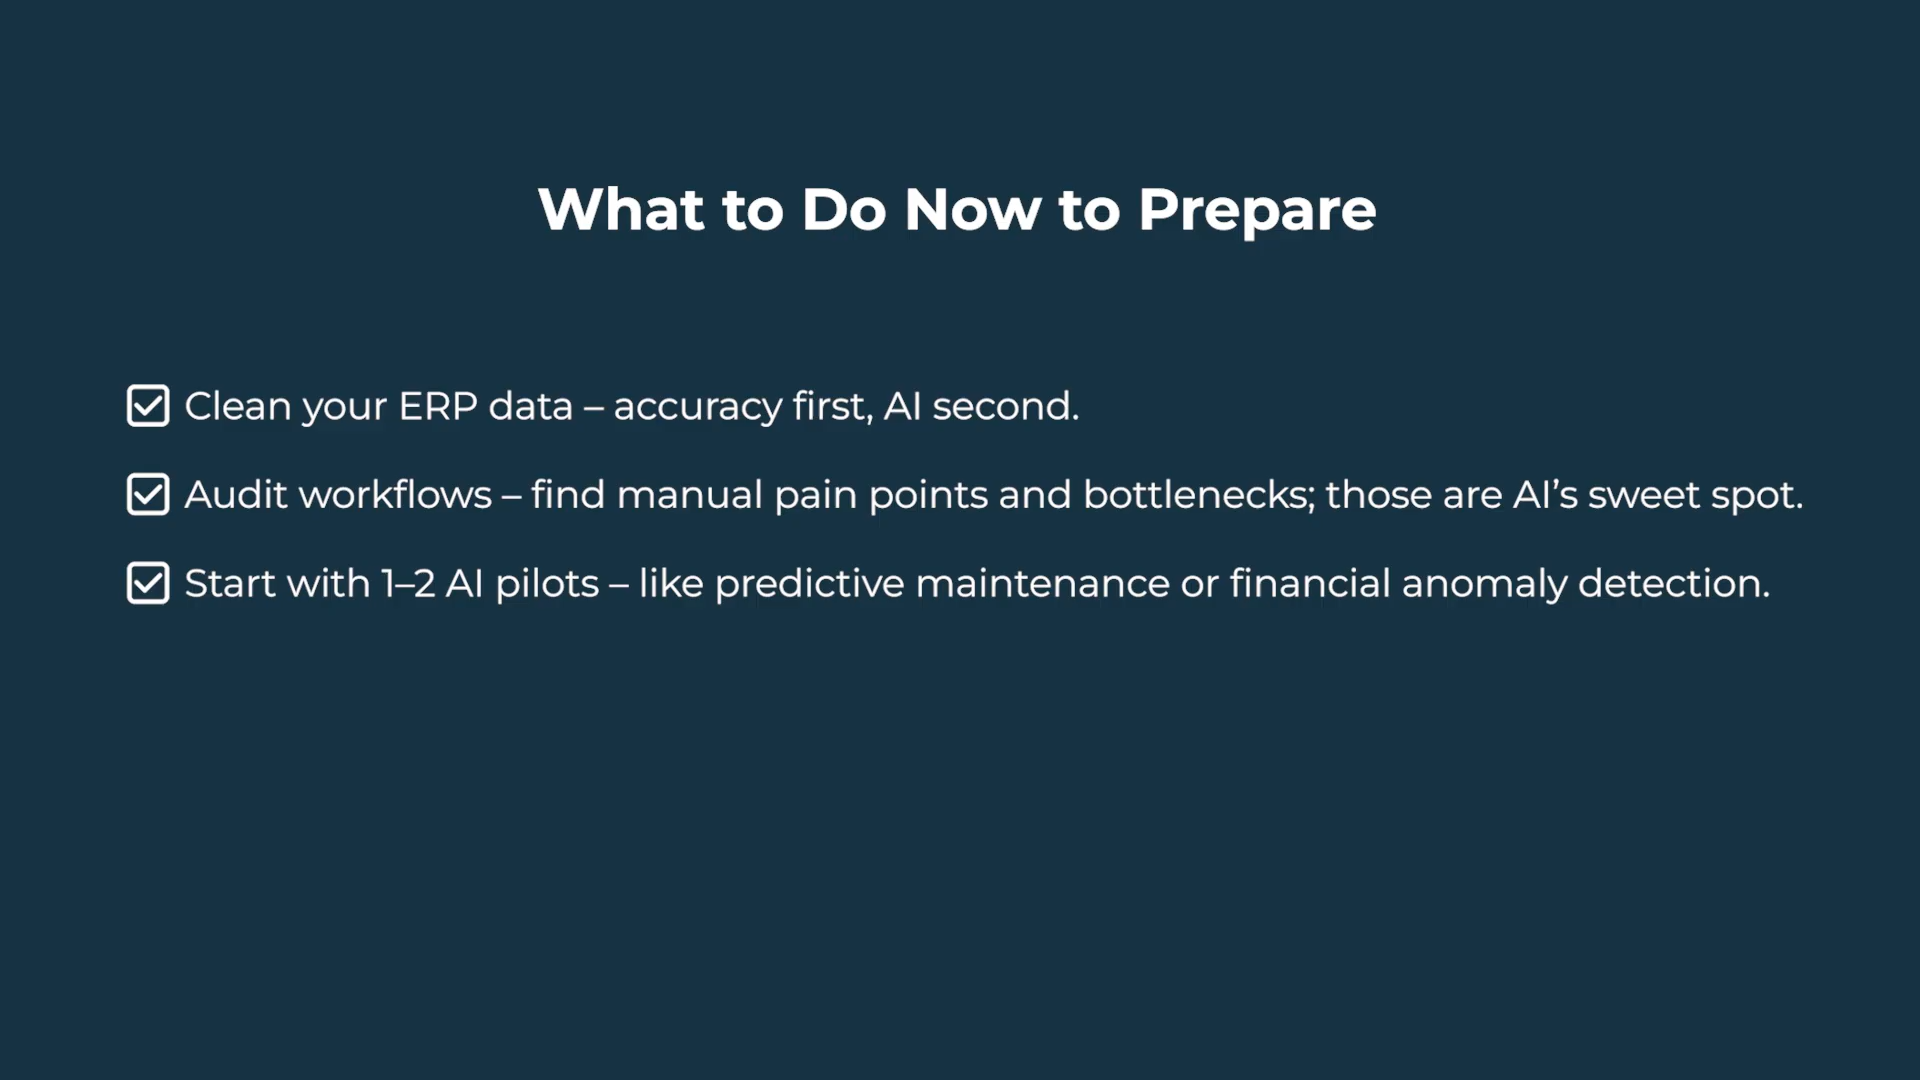 What to Do Now to Prepare
Clean your ERP data – accuracy first, AI second.
Audit workflows – find manual pain points and bottlenecks; those are AI’s sweet spot.
Start with 1–2 AI pilots – like predictive maintenance or financial anomaly detection.